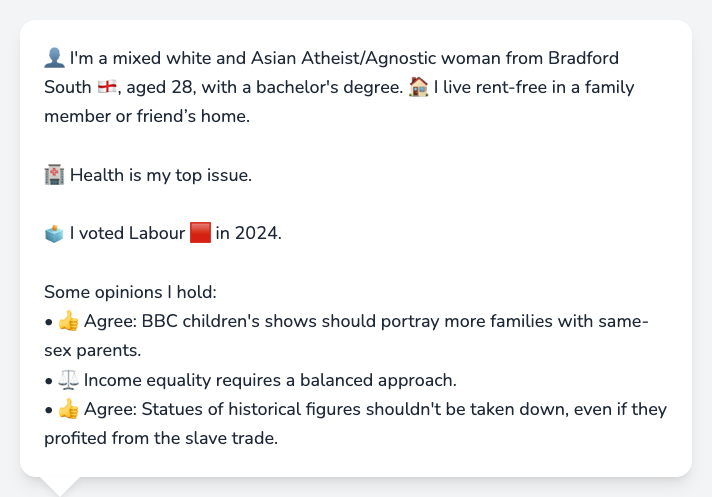 👤 I'm a mixed white and Asian Atheist/Agnostic woman from Bradford
South 🏴󠁧󠁢󠁥󠁮󠁧󠁿, aged 28, with a bachelor's degree. 🏠 I live rent-free in a family
member or friend’s home.
🏥 Health is my top issue.
🗳️ I voted Labour 🟥 in 2024.
Some opinions I hold:
• 👍 Agree: BBC children's shows should portray more families with same-
sex parents.
• ⚖️ Income equality requires a balanced approach.
• 👍 Agree: Statues of historical figures shouldn't be taken down, even if they
profited from the slave trade.